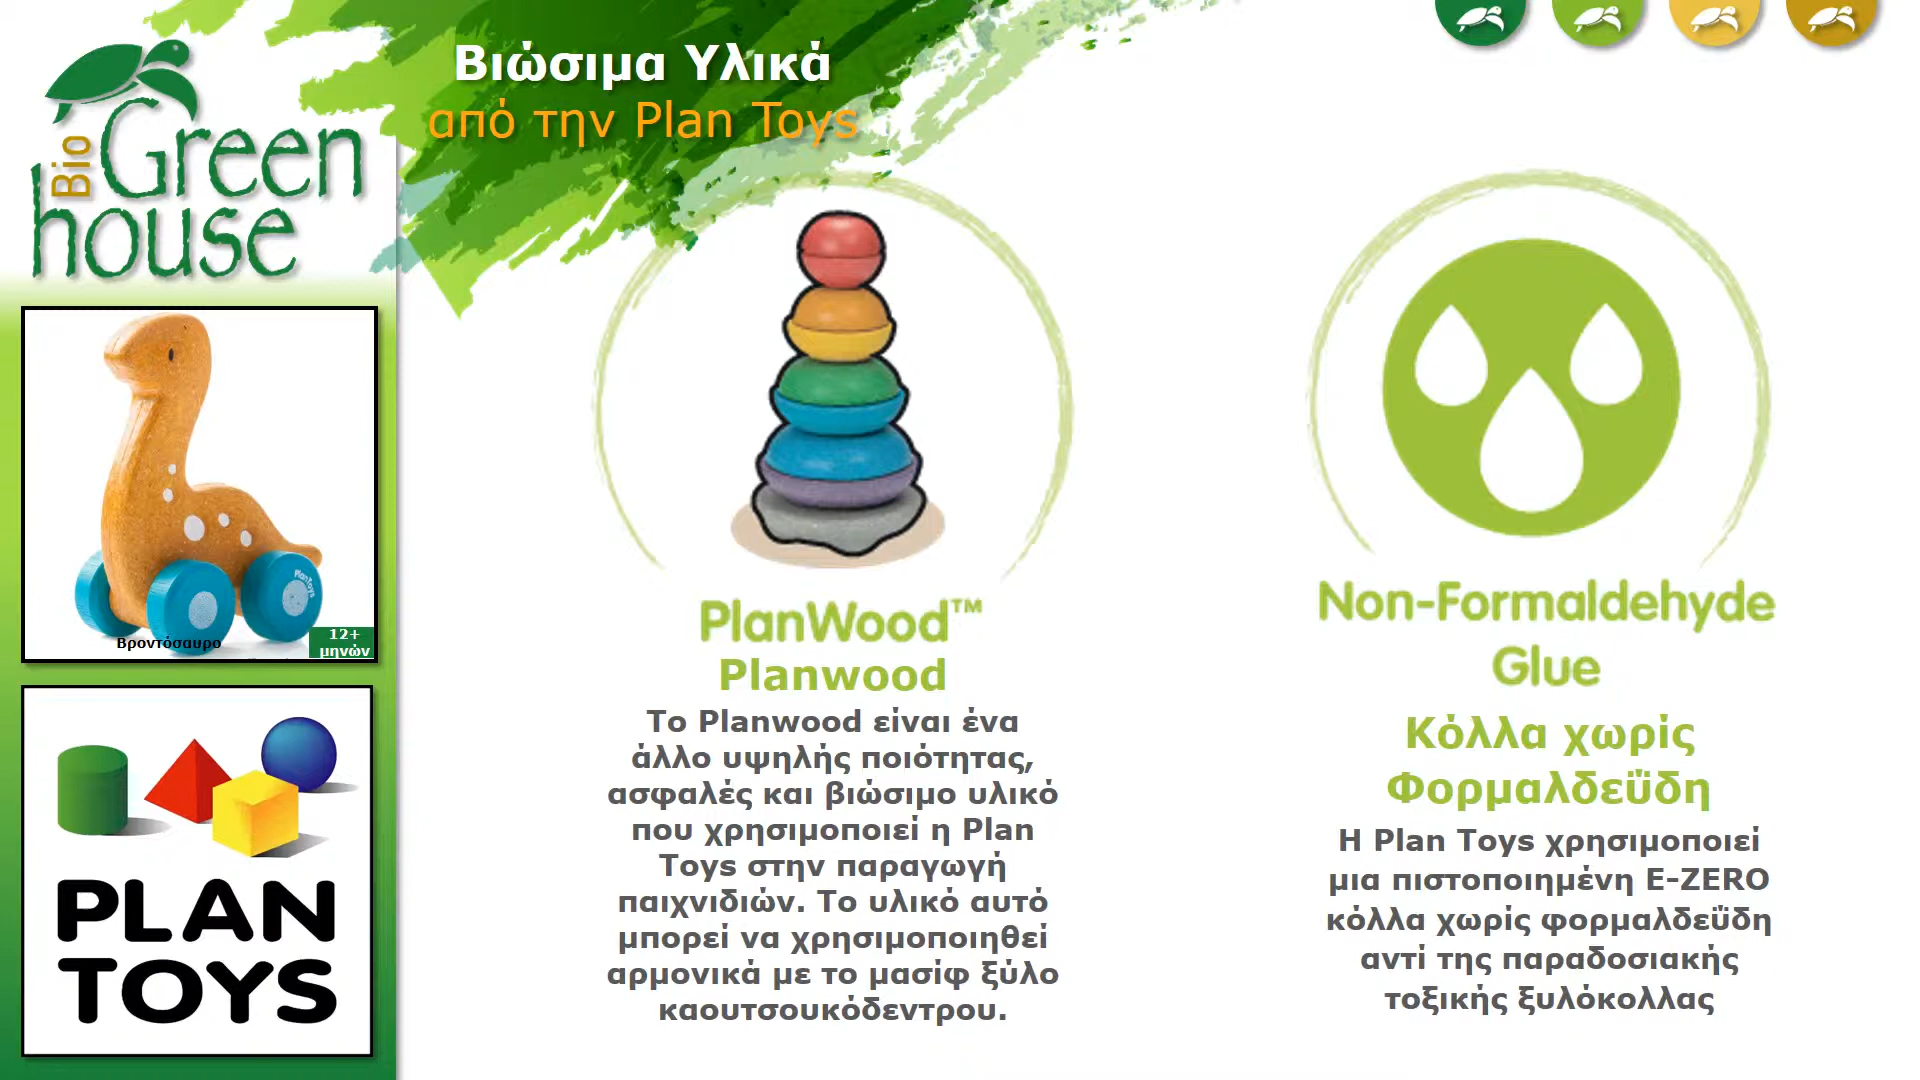 Bio Green
house
Βιώσιμα Υλικά
από την Plan Toys
PlanToys
Βροντόσαυρο
12+
μηνών
PLAN
TOYS
PlanWood™
Planwood
Το Planwood είναι ένα
άλλο υψηλής ποιότητας,
ασφαλές και βιώσιμο υλικό
που χρησιμοποιεί η Plan
Toys στην παραγωγή
παιχνιδιών. Το υλικό αυτό
μπορεί να χρησιμοποιηθεί
αρμονικά με το μασίφ ξύλο
καουτσουκόδεντρου.
Non-Formaldehyde
Glue
Κόλλα χωρίς
Φορμαλδεΰδη
Η Plan Toys χρησιμοποιεί
μια πιστοποιημένη E-ZERO
κόλλα χωρίς φορμαλδεΰδη
αντί της παραδοσιακής
τοξικής ξυλόκολλας